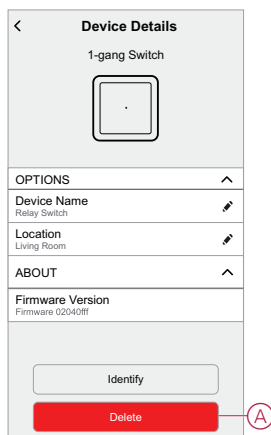 Device Details
1-gang Switch
OPTIONS
Device Name
Relay Switch
Location
Living Room
ABOUT
Firmware Version
Firmware 02040fff
Identify
Delete
A